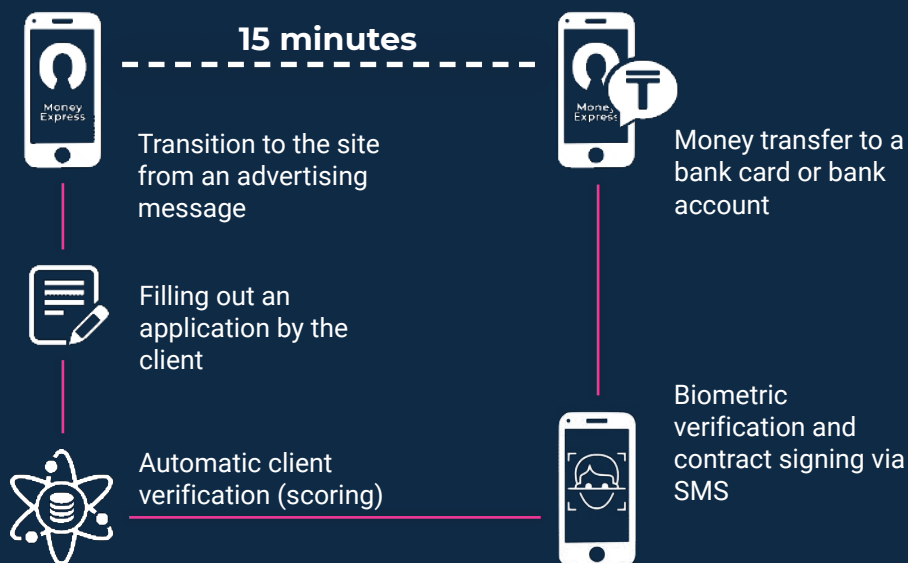 15 minutes
Money
Express
Transition to the site
from an advertising
message
Filling out an
application by the
client
Automatic client
verification (scoring)
Biometric
verification and
contract signing via
SMS
Money
Express
₸
Money transfer to a
bank card or bank
account